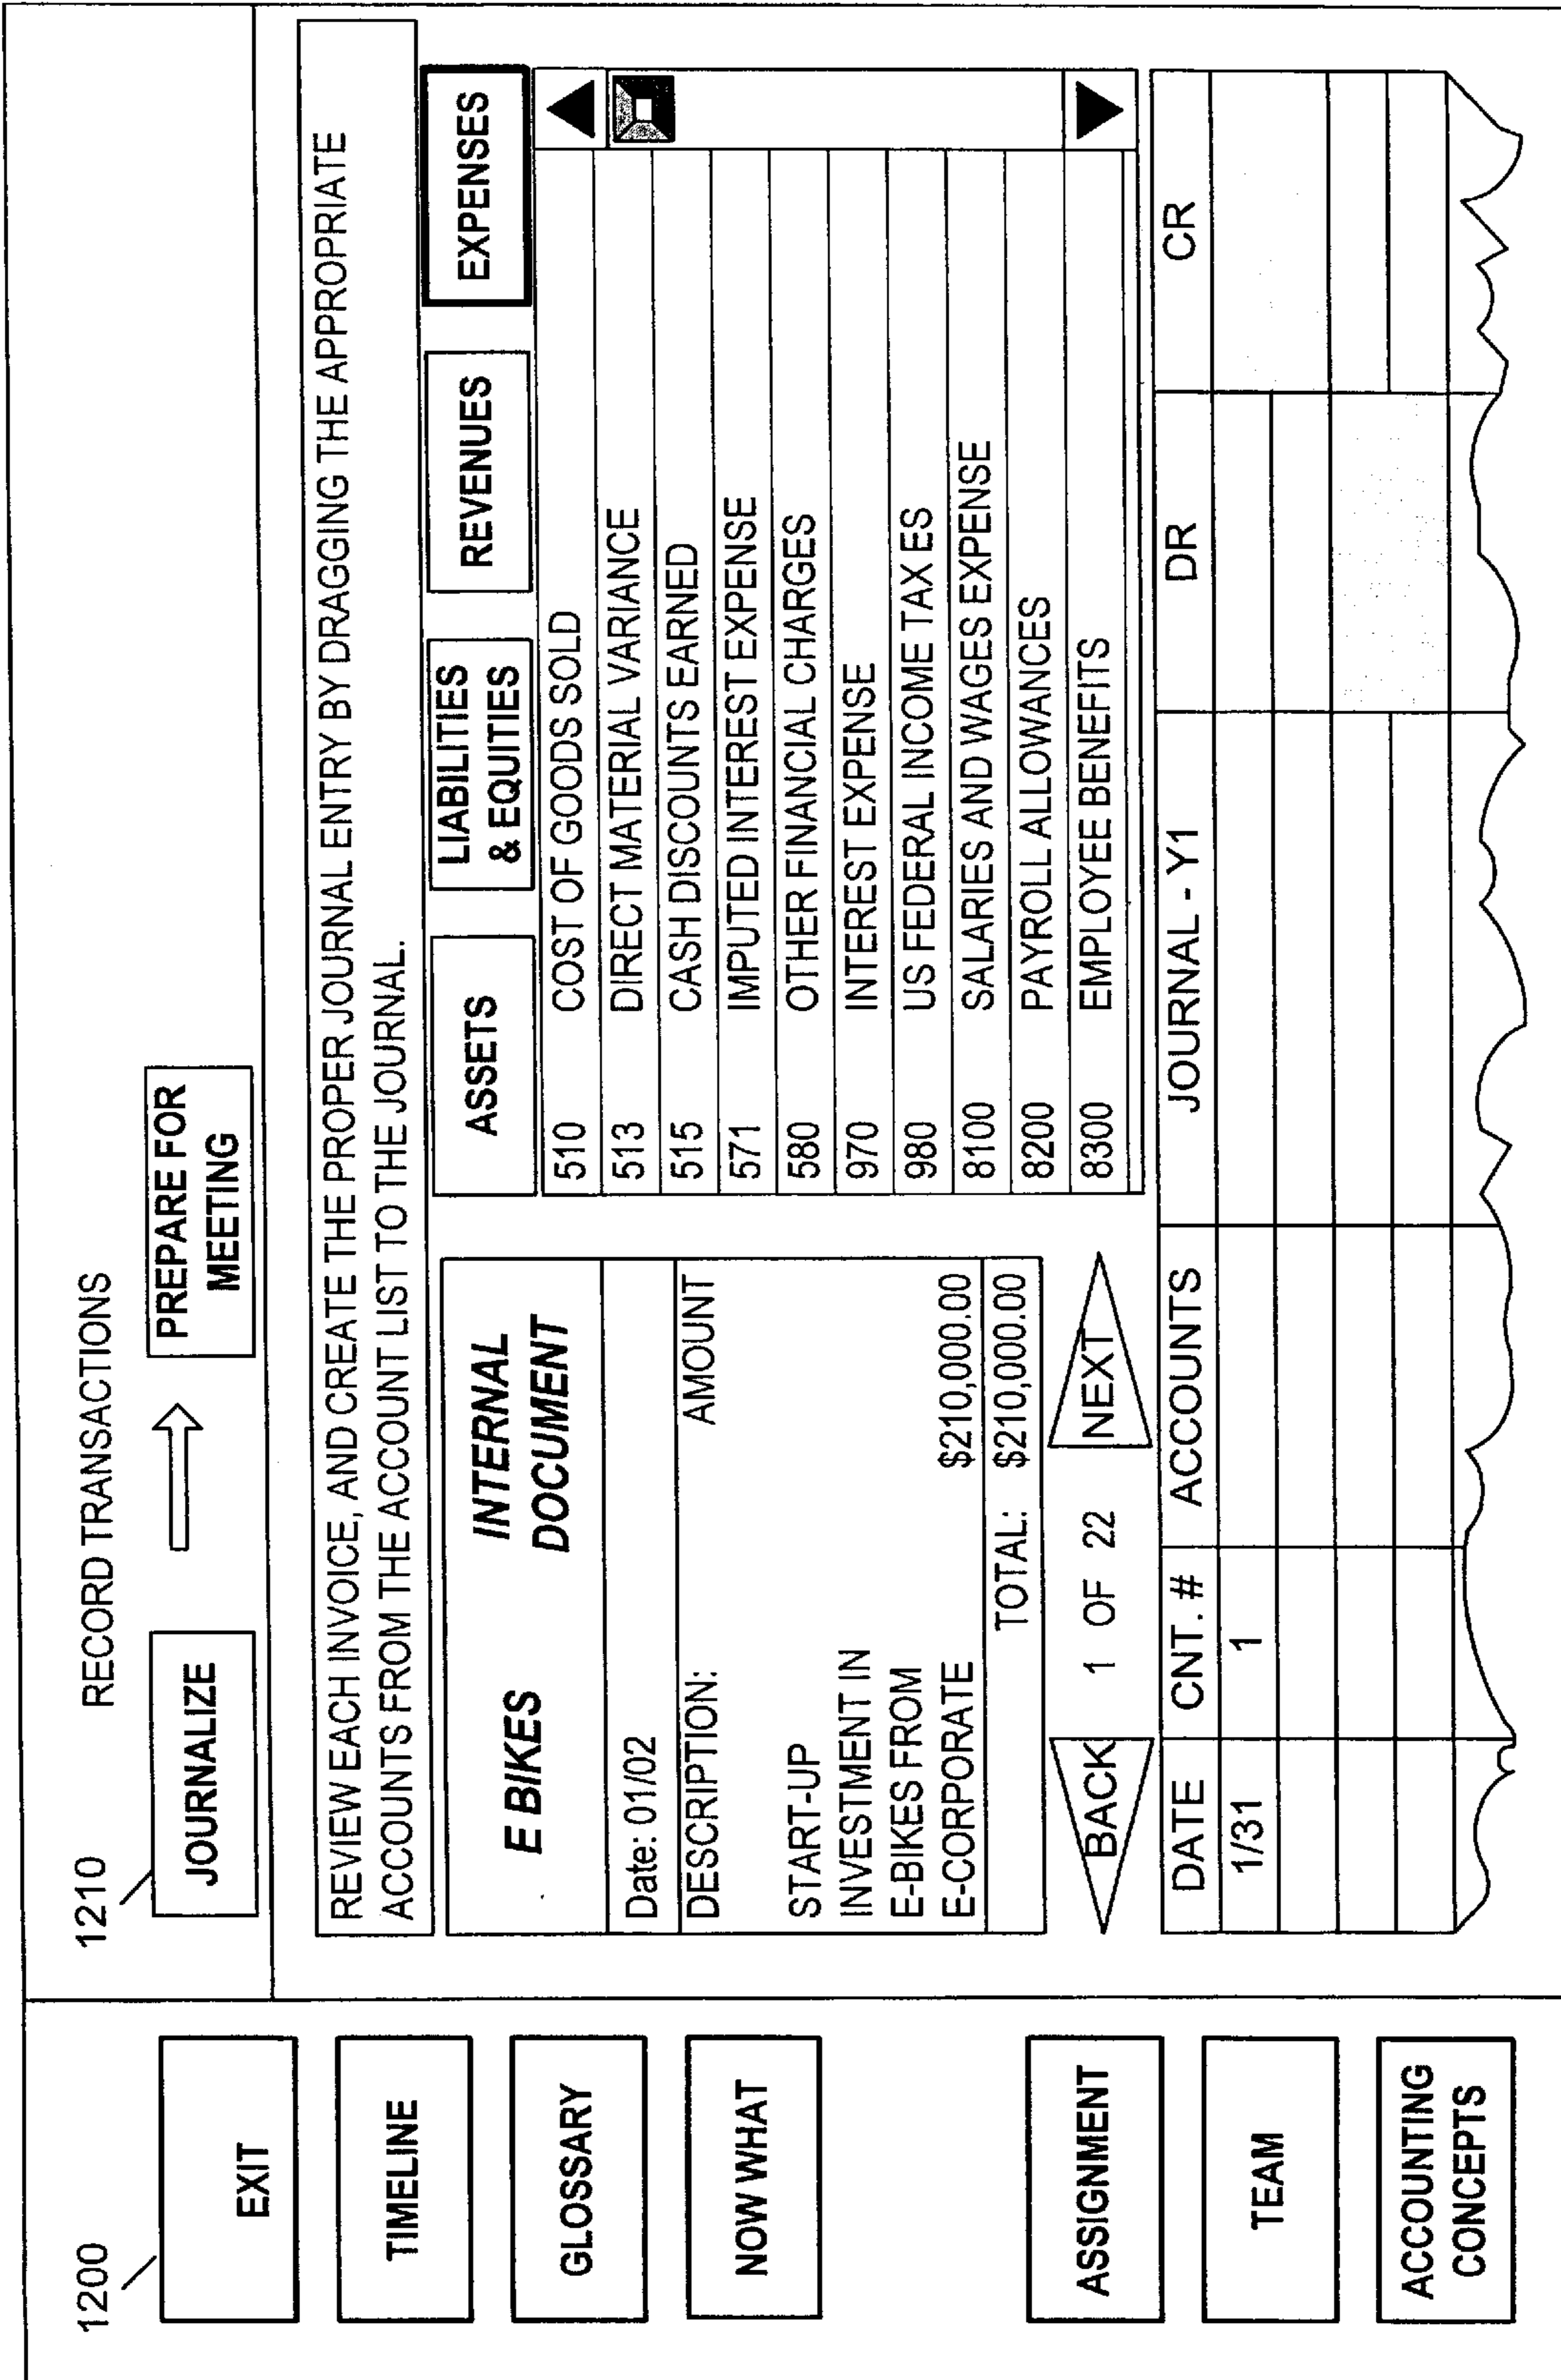 1200
EXIT
TIMELINE
GLOSSARY
NOW WHAT
ASSIGNMENT
TEAM
ACCOUNTING
CONCEPTS
RECORD TRANSACTIONS
1210
JOURNALIZE
PREPARE FOR
MEETING
REVIEW EACH INVOICE, AND CREATE THE PROPER JOURNAL ENTRY BY DRAGGING THE APPROPRIATE
ACCOUNTS FROM THE ACCOUNT LIST TO THE JOURNAL.
E BIKES INTERNAL
DOCUMENT
Date: 01/02
DESCRIPTION: AMOUNT
START-UP
INVESTMENT IN
E-BIKES FROM
E-CORPORATE $210,000.00
TOTAL: $210,000.00
BACK 1 OF 22 NEXT
ASSETS
LIABILITIES
& EQUITIES
REVENUES
EXPENSES
510 COST OF GOODS SOLD
513 DIRECT MATERIAL VARIANCE
515 CASH DISCOUNTS EARNED
571 IMPUTED INTEREST EXPENSE
580 OTHER FINANCIAL CHARGES
970 INTEREST EXPENSE
980 US FEDERAL INCOME TAX ES
8100 SALARIES AND WAGES EXPENSE
8200 PAYROLL ALLOWANCES
8300 EMPLOYEE BENEFITS
DATE CNT. # ACCOUNTS JOURNAL - Y1 DR CR
1/31 1